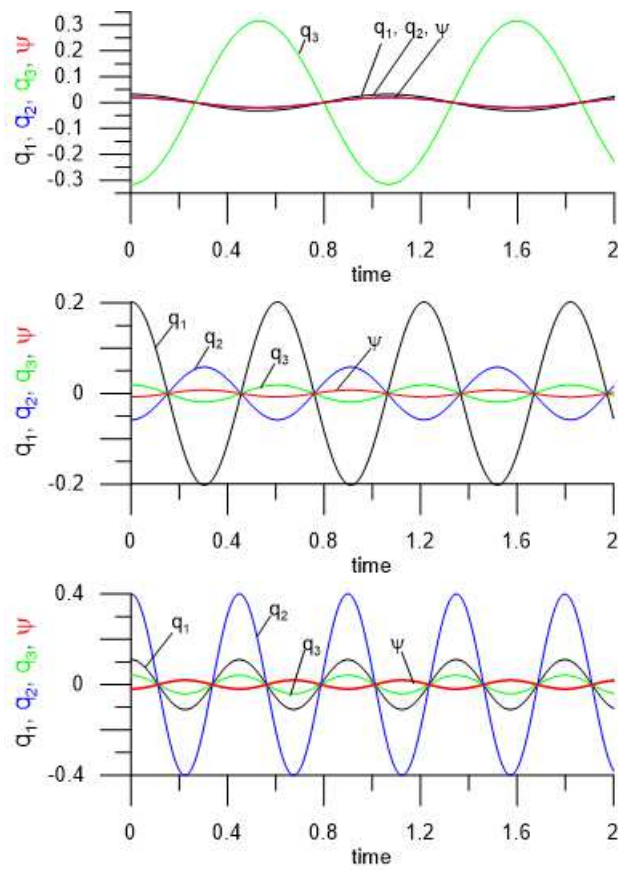 0.3
0.2
0.1
0
-0.1
-0.2
-0.3
q₁, q₂, q₃, ψ
q₃
q₁, q₂, ψ
0 0.4 0.8 1.2 1.6 2
time
0.2
0
-0.2
q₁, q₂, q₃, ψ
q₁
q₂
q₃
ψ
0 0.4 0.8 1.2 1.6 2
time
0.4
0
-0.4
q₁, q₂, q₃, ψ
q₁
q₂
q₃
ψ
0 0.4 0.8 1.2 1.6 2
time